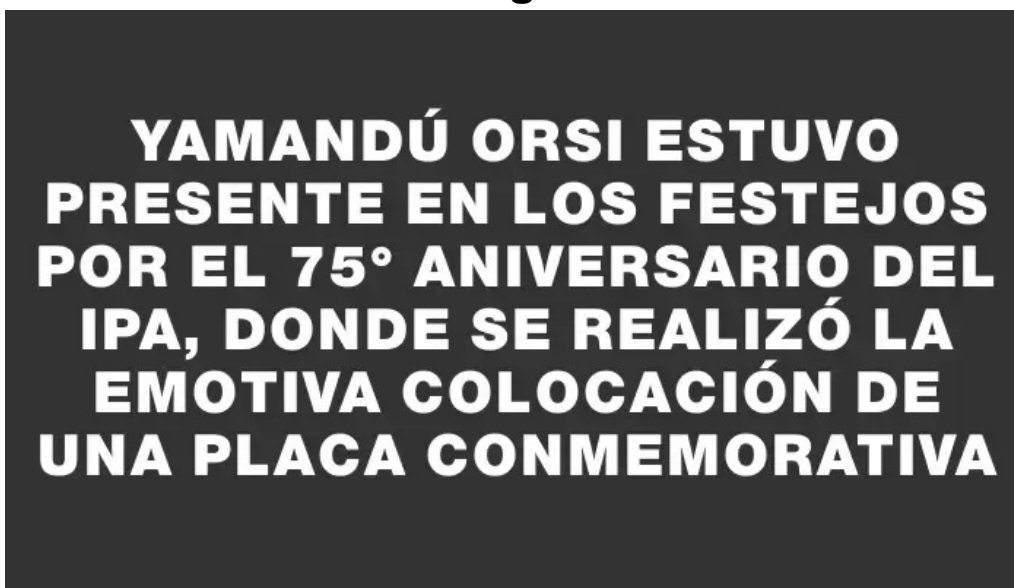 YAMANDÚ ORSI ESTUVO
PRESENTE EN LOS FESTEJOS
POR EL 75° ANIVERSARIO DEL
IPA, DONDE SE REALIZÓ LA
EMOTIVA COLOCACIÓN DE
UNA PLACA CONMEMORATIVA